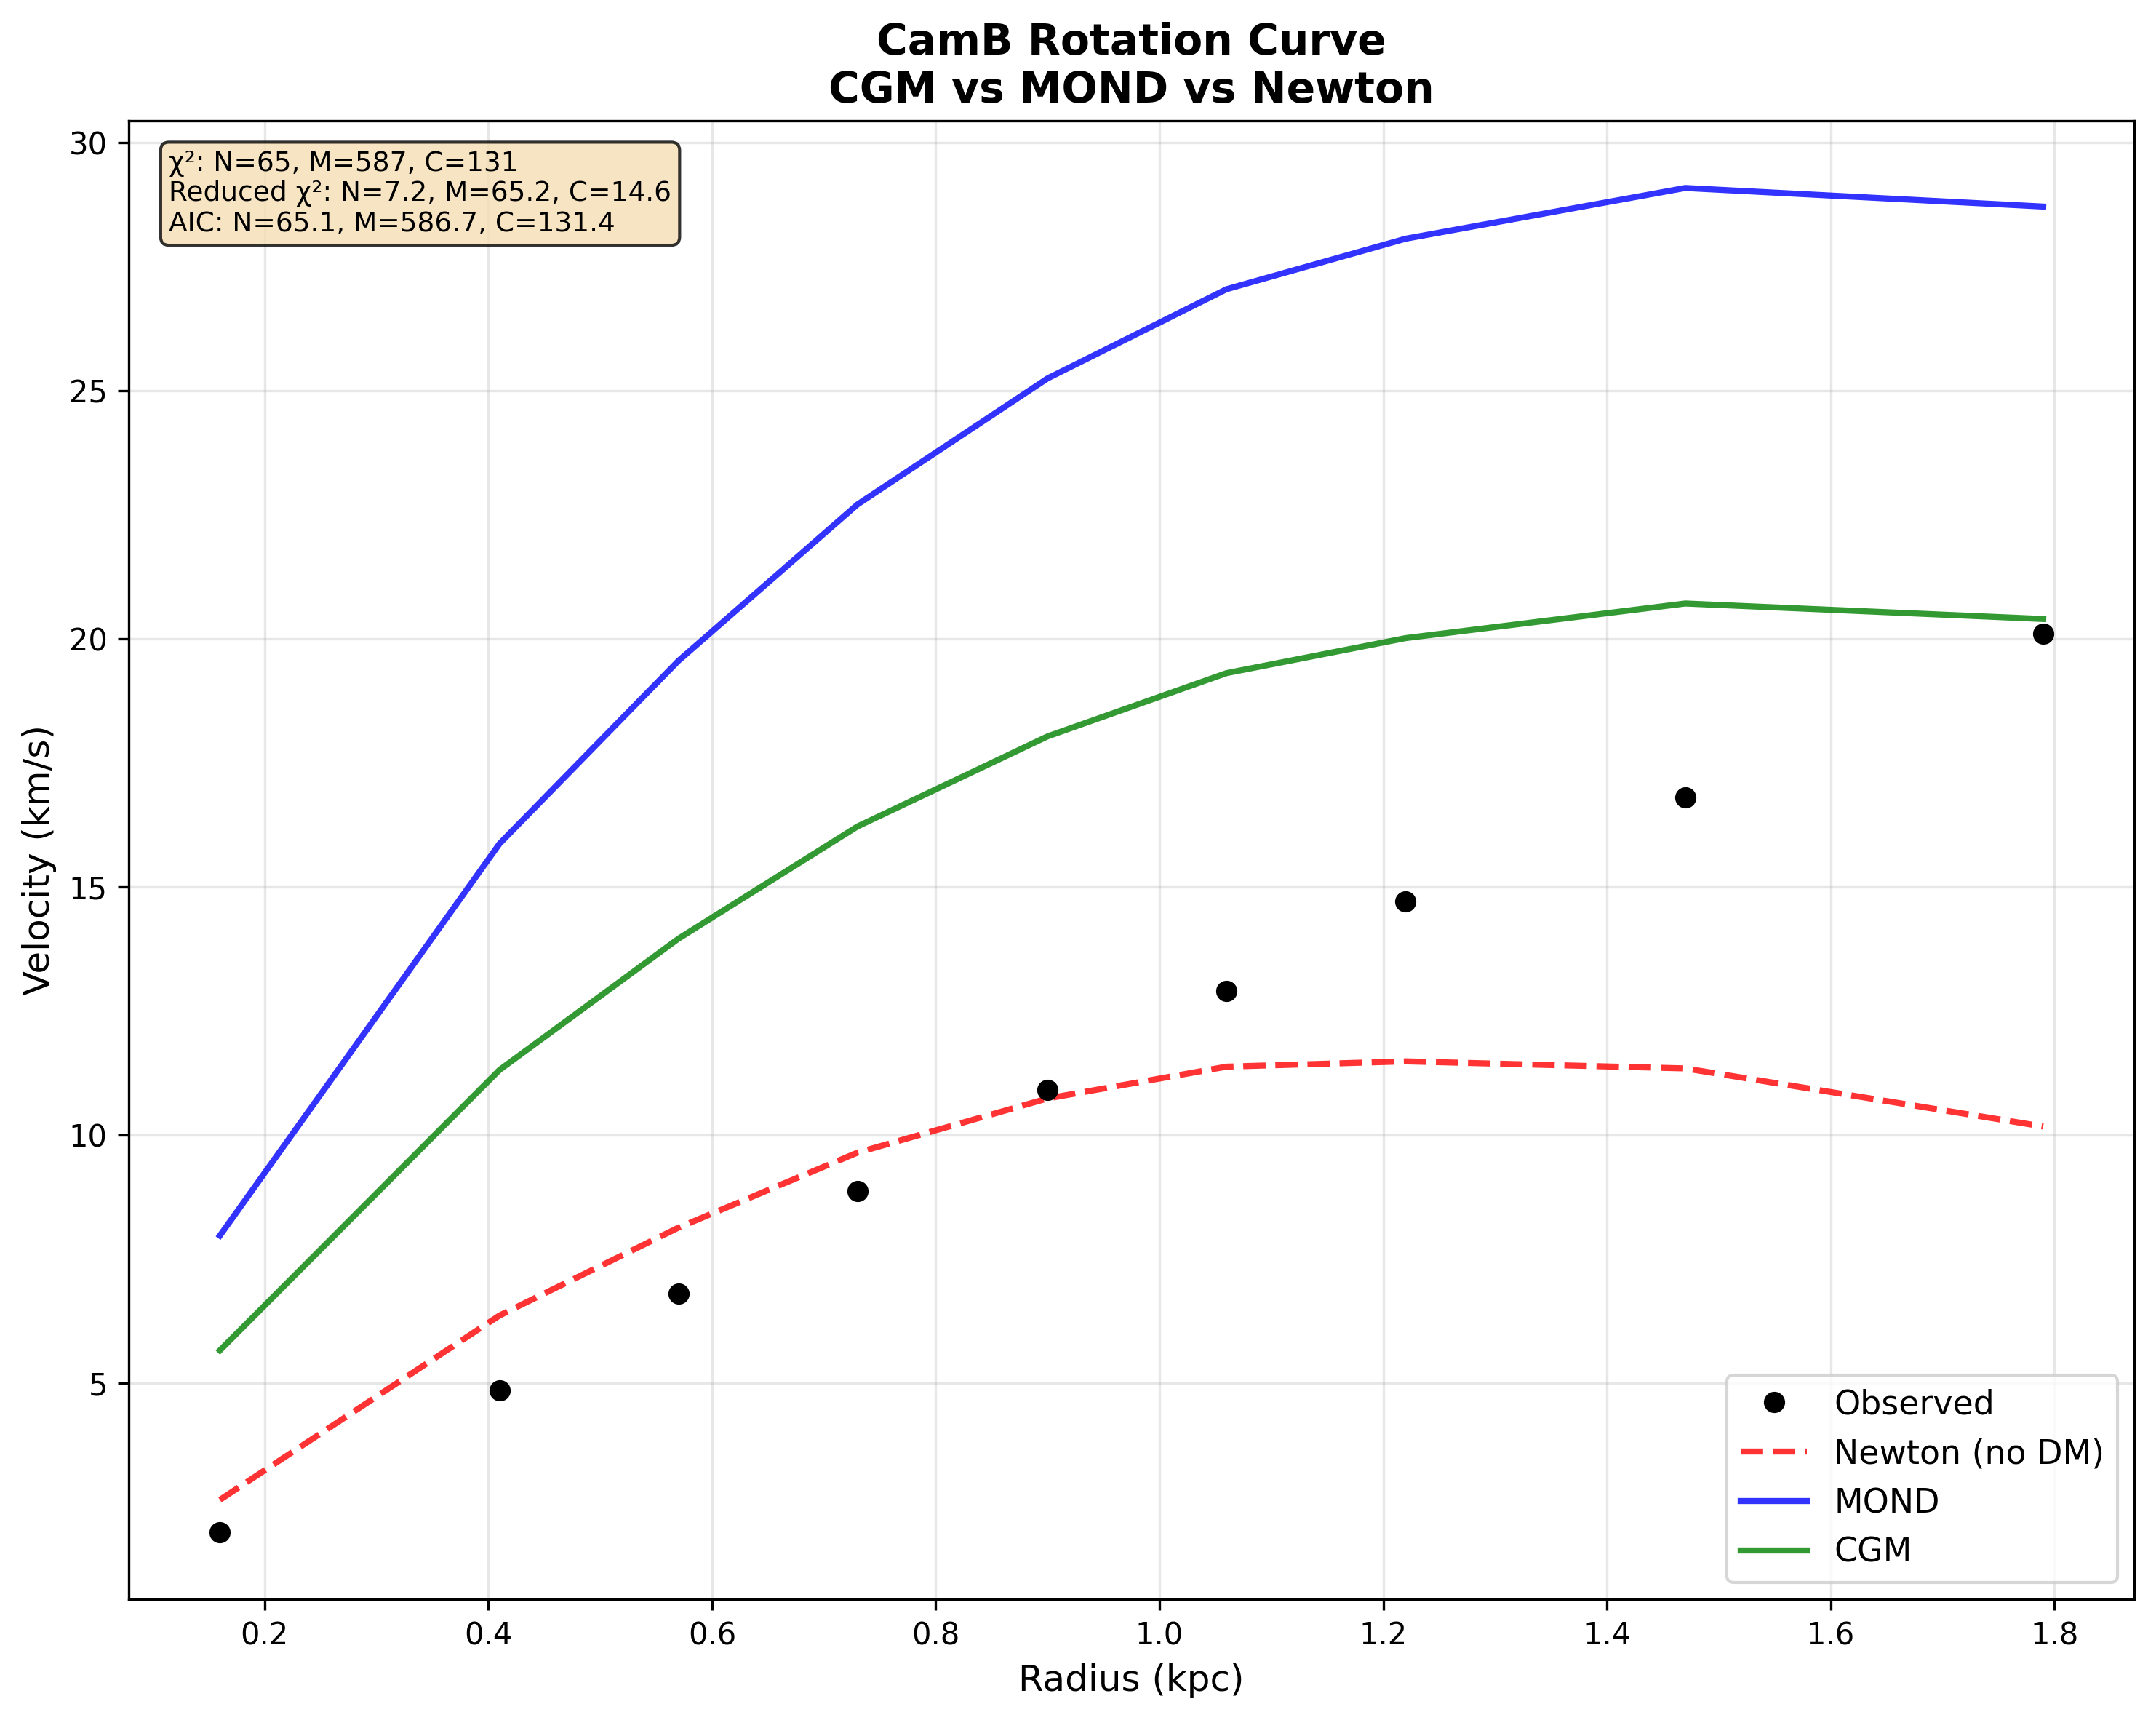 CamB Rotation Curve
CGM vs MOND vs Newton
χ²: N=65, M=587, C=131
Reduced χ²: N=7.2, M=65.2, C=14.6
AIC: N=65.1, M=586.7, C=131.4
30
25
20
15
10
5
Velocity (km/s)
Observed
Newton (no DM)
MOND
CGM
0.2 0.4 0.6 0.8 1.0 1.2 1.4 1.6 1.8
Radius (kpc)